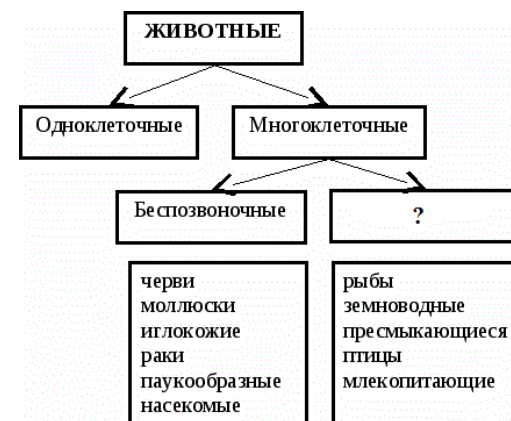 ЖИВОТНЫЕ
Одноклеточные
Многоклеточные
Беспозвоночные
?
черви
моллюски
иглокожие
раки
паукообразные
насекомые
рыбы
земноводные
пресмыкающиеся
птицы
млекопитающие